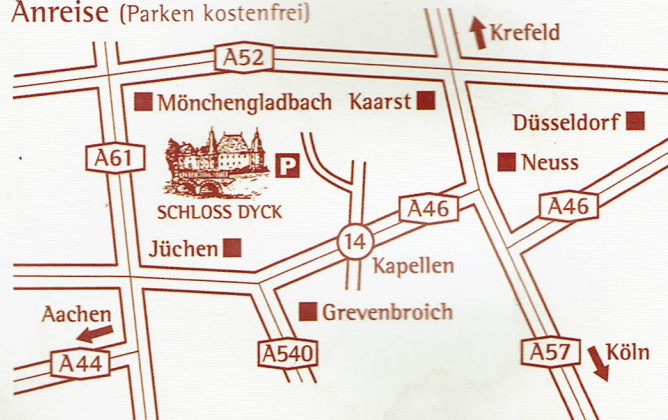 Anreise (Parken kostenfrei)
Krefeld
A52
Mönchengladbach
Kaarst
Düsseldorf
A61
P
Neuss
SCHLOSS DYCK
A46
A46
Jüchen
14
Kapellen
Aachen
Grevenbroich
A44
A540
A57
Köln